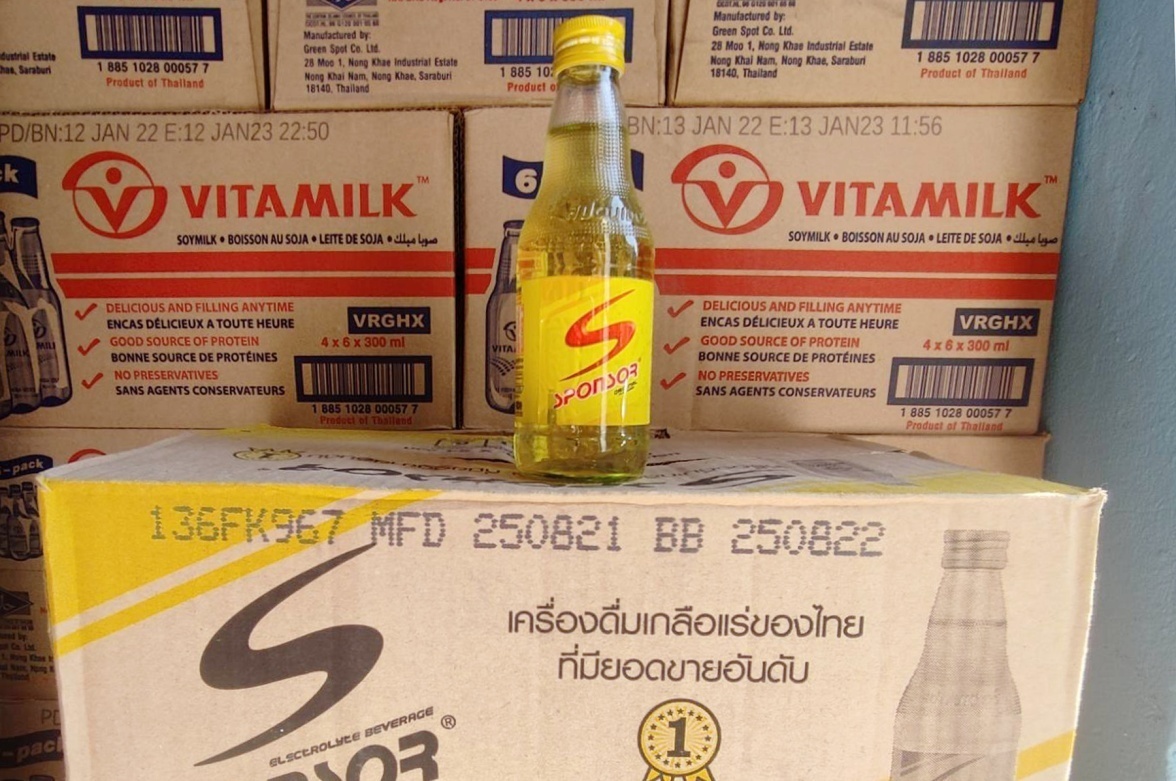 1 885 1028 00057 7
Product of Thailand
Manufactured by:
Green Spot Co. Ltd.
28 Moo 1, Nong Khae Industrial Estate
Nong Khai Nam, Nong Khae, Saraburi
18140, Thailand
1 885 10
Manufactured by:
Green Spot Co. Ltd.
28 Moo 1, Nong Khae Industrial Estate
Nong Khai Nam, Nong Khae, Saraburi
18140, Thailand
1 885 1028 00057 7
Product of Thailand
PD/BN:12 JAN 22 E:12 JAN23 22:50
VITAMILK™
SOYMILK • BOISSON AU SOJA • LEITE DE SOJA • صويا ميلك
DELICIOUS AND FILLING ANYTIME
ENCAS DÉLICIEUX A TOUTE HEURE
GOOD SOURCE OF PROTEIN
BONNE SOURCE DE PROTÉINES
NO PRESERVATIVES
SANS AGENTS CONSERVATEURS
VRGHX
4 x 6 x 300 ml
1 885 1028 00057 7
Product of Thailand
BN:13 JAN 22 E:13 JAN23 11:56
6
VITAMILK™
SOYMILK • BOISSON AU SOJA • LEITE DE SOJA • صويا ميلك
DELICIOUS AND FILLING ANYTIME
ENCAS DÉLICIEUX A TOUTE HEURE
GOOD SOURCE OF PROTEIN
BONNE SOURCE DE PROTÉINES
NO PRESERVATIVES
SANS AGENTS CONSERVATEURS
VRGHX
4 x 6 x 300 ml
1 885 1028 00057 7
Product of Thailand
SPONSOR
136FK967 MFD 250821 BB 250822
เครื่องดื่มเกลือแร่ของไทย
ที่มียอดขายอันดับ
1
ELECTROLYTE BEVERAGE
®